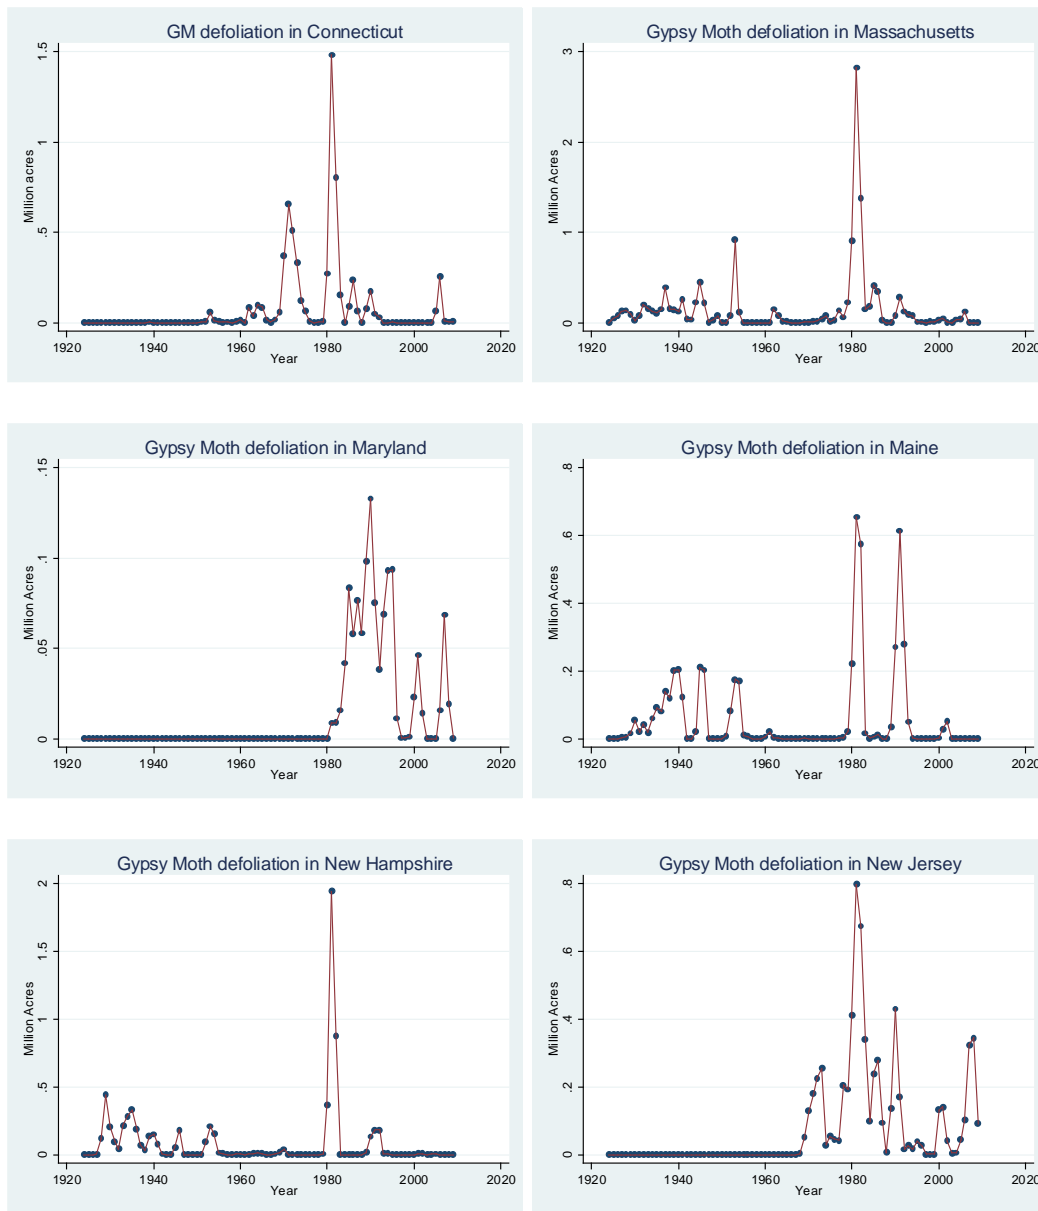 GM defoliation in Connecticut
Million acres
1.5
1
.5
0
1920 1940 1960 1980 2000 2020
Year
Gypsy Moth defoliation in Massachusetts
Million Acres
3
2
1
0
1920 1940 1960 1980 2000 2020
Year
Gypsy Moth defoliation in Maryland
Million Acres
.15
.1
.05
0
1920 1940 1960 1980 2000 2020
Year
Gypsy Moth defoliation in Maine
Million Acres
.8
.6
.4
.2
0
1920 1940 1960 1980 2000 2020
Year
Gypsy Moth defoliation in New Hampshire
Million Acres
2
1.5
1
.5
0
1920 1940 1960 1980 2000 2020
Year
Gypsy Moth defoliation in New Jersey
Million Acres
.8
.6
.4
.2
0
1920 1940 1960 1980 2000 2020
Year